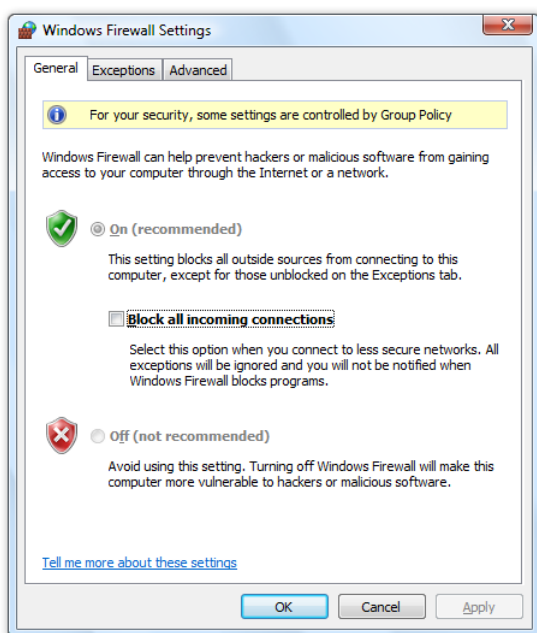 Windows Firewall Settings
General Exceptions Advanced
For your security, some settings are controlled by Group Policy
Windows Firewall can help prevent hackers or malicious software from gaining
access to your computer through the Internet or a network.
On (recommended)
This setting blocks all outside sources from connecting to this
computer, except for those unblocked on the Exceptions tab.
Block all incoming connections
Select this option when you connect to less secure networks. All
exceptions will be ignored and you will not be notified when
Windows Firewall blocks programs.
Off (not recommended)
Avoid using this setting. Turning off Windows Firewall will make this
computer more vulnerable to hackers or malicious software.
Tell me more about these settings
OK Cancel Apply